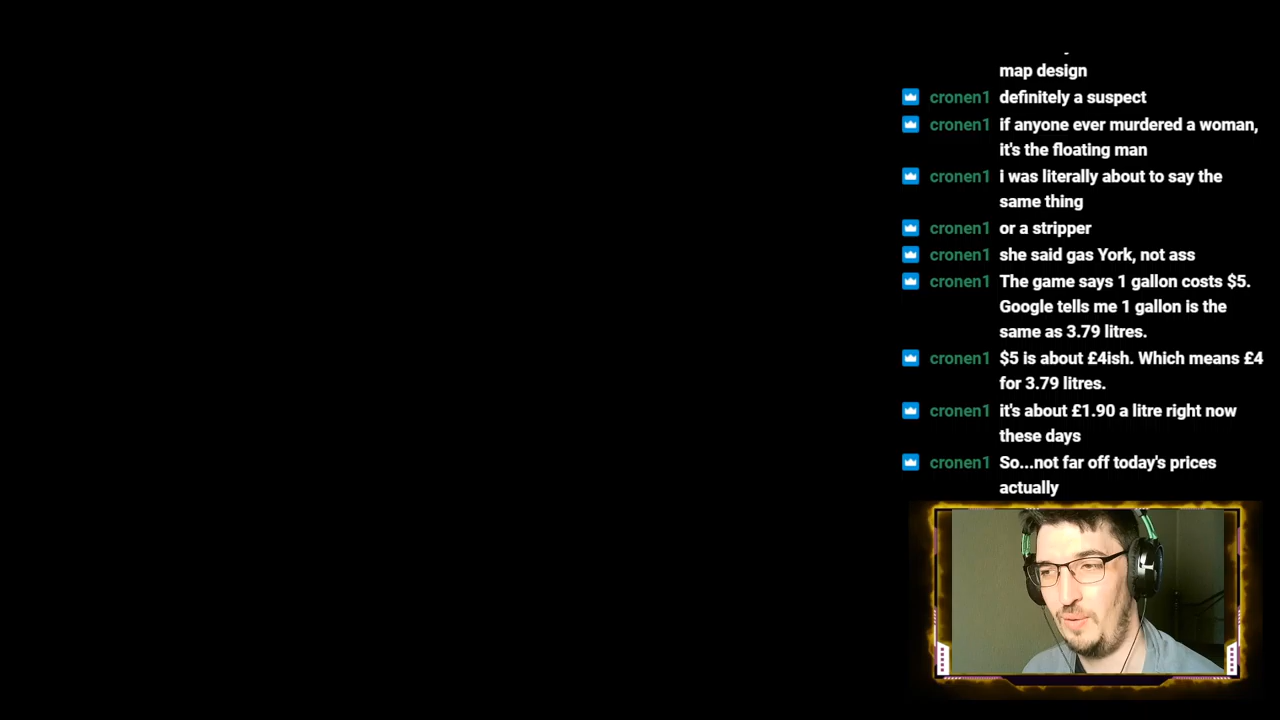 map design
cronen1 definitely a suspect
cronen1 if anyone ever murdered a woman,
it's the floating man
cronen1 i was literally about to say the
same thing
cronen1 or a stripper
cronen1 she said gas York, not ass
cronen1 The game says 1 gallon costs $5.
Google tells me 1 gallon is the
same as 3.79 litres.
cronen1 $5 is about £4ish. Which means £4
for 3.79 litres.
cronen1 it's about £1.90 a litre right now
these days
cronen1 So...not far off today's prices
actually